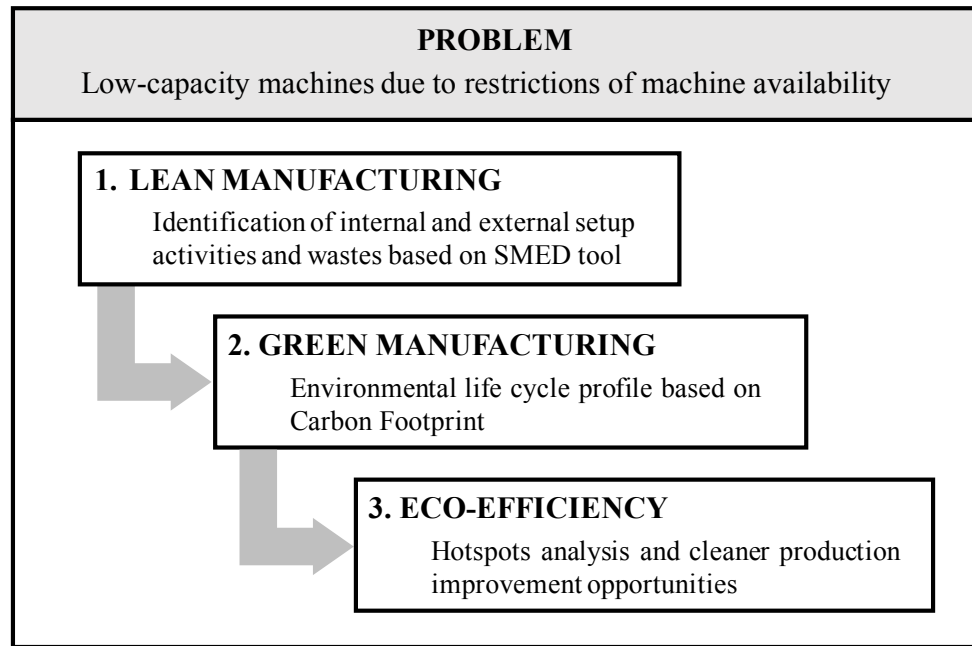 PROBLEM
Low-capacity machines due to restrictions of machine availability
1. LEAN MANUFACTURING
Identification of internal and external setup
activities and wastes based on SMED tool
2. GREEN MANUFACTURING
Environmental life cycle profile based on
Carbon Footprint
3. ECO-EFFICIENCY
Hotspots analysis and cleaner production
improvement opportunities